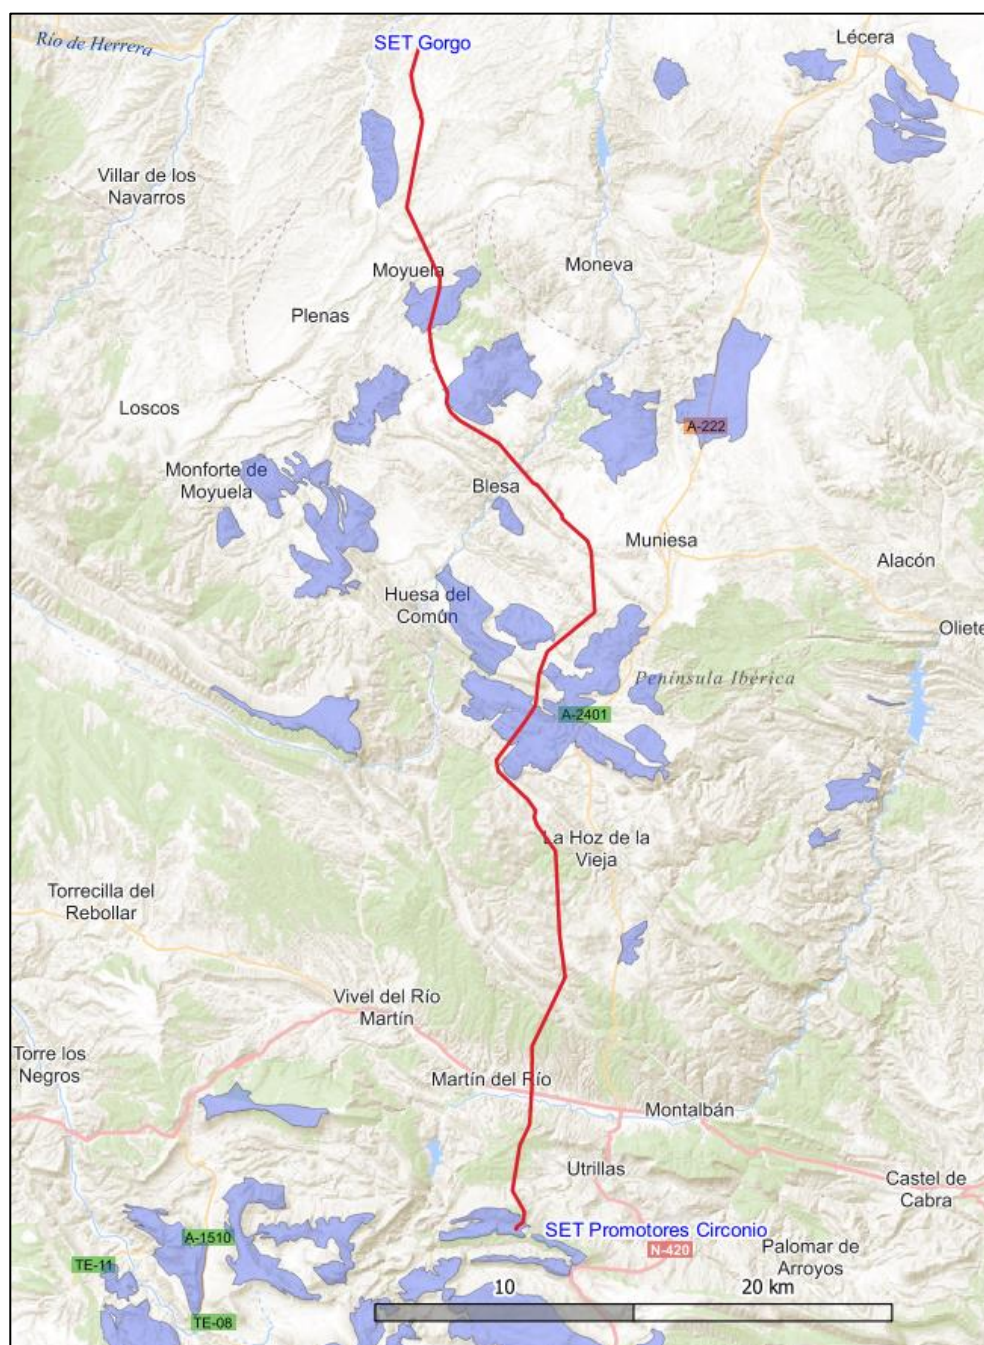 Río de Herrera
SET Gorgo
Lécera
Villar de los
Navarros
Moyuela
Moneva
Plenas
Loscos
A-222
Monforte de
Moyuela
Blesa
Muniesa
Alacón
Huesa del
Común
Oliete
Península Ibérica
A-2401
La Hoz de la
Vieja
Torrecilla del
Rebollar
Vivel del Río
Martín
Torre los
Negros
Martín del Río
Montalbán
Utrillas
Castel de
Cabra
A-1510
SET Promotores Circonio
N-420
Palomar de
Arroyos
TE-11
10
20 km
TE-08